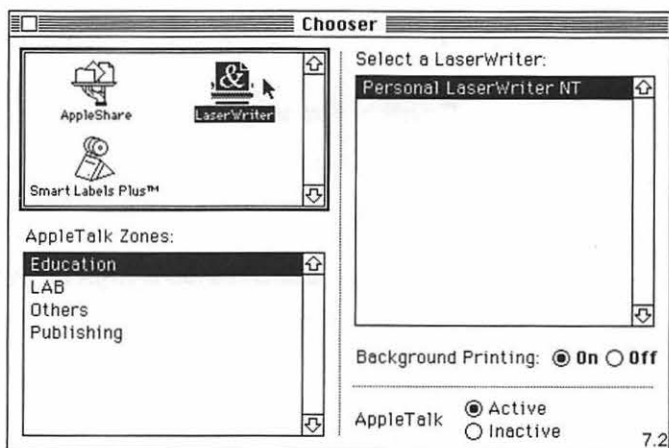 Chooser
AppleShare
LaserWriter
Smart Labels Plus™
AppleTalk Zones:
Education
LAB
Others
Publishing
Select a LaserWriter:
Personal LaserWriter NT
Background Printing: On Off
AppleTalk Active
Inactive
7.2